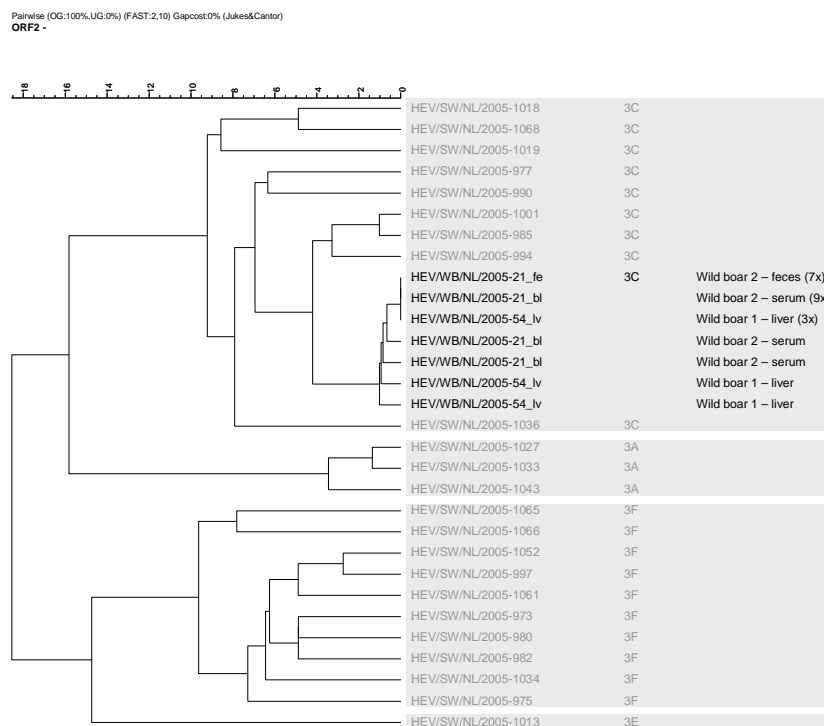 Pairwise (OG:100%,UG:0%) (FAST:2,10) Gapcost:0% (Jukes&Cantor)
ORF2 -
18 16 14 12 10 8 6 4 2 0
HEV/SW/NL/2005-1018 3C
HEV/SW/NL/2005-1068 3C
HEV/SW/NL/2005-1019 3C
HEV/SW/NL/2005-977 3C
HEV/SW/NL/2005-990 3C
HEV/SW/NL/2005-1001 3C
HEV/SW/NL/2005-985 3C
HEV/SW/NL/2005-994 3C
HEV/WB/NL/2005-21_fe 3C Wild boar 2 – feces (7x)
HEV/WB/NL/2005-21_bl Wild boar 2 – serum (9x
HEV/WB/NL/2005-54_lv Wild boar 1 – liver (3x)
HEV/WB/NL/2005-21_bl Wild boar 2 – serum
HEV/WB/NL/2005-21_bl Wild boar 2 – serum
HEV/WB/NL/2005-54_lv Wild boar 1 – liver
HEV/WB/NL/2005-54_lv Wild boar 1 – liver
HEV/SW/NL/2005-1036 3C
HEV/SW/NL/2005-1027 3A
HEV/SW/NL/2005-1033 3A
HEV/SW/NL/2005-1043 3A
HEV/SW/NL/2005-1065 3F
HEV/SW/NL/2005-1066 3F
HEV/SW/NL/2005-1052 3F
HEV/SW/NL/2005-997 3F
HEV/SW/NL/2005-1061 3F
HEV/SW/NL/2005-973 3F
HEV/SW/NL/2005-980 3F
HEV/SW/NL/2005-982 3F
HEV/SW/NL/2005-1034 3F
HEV/SW/NL/2005-975 3F
HEV/SW/NL/2005-1013 3E